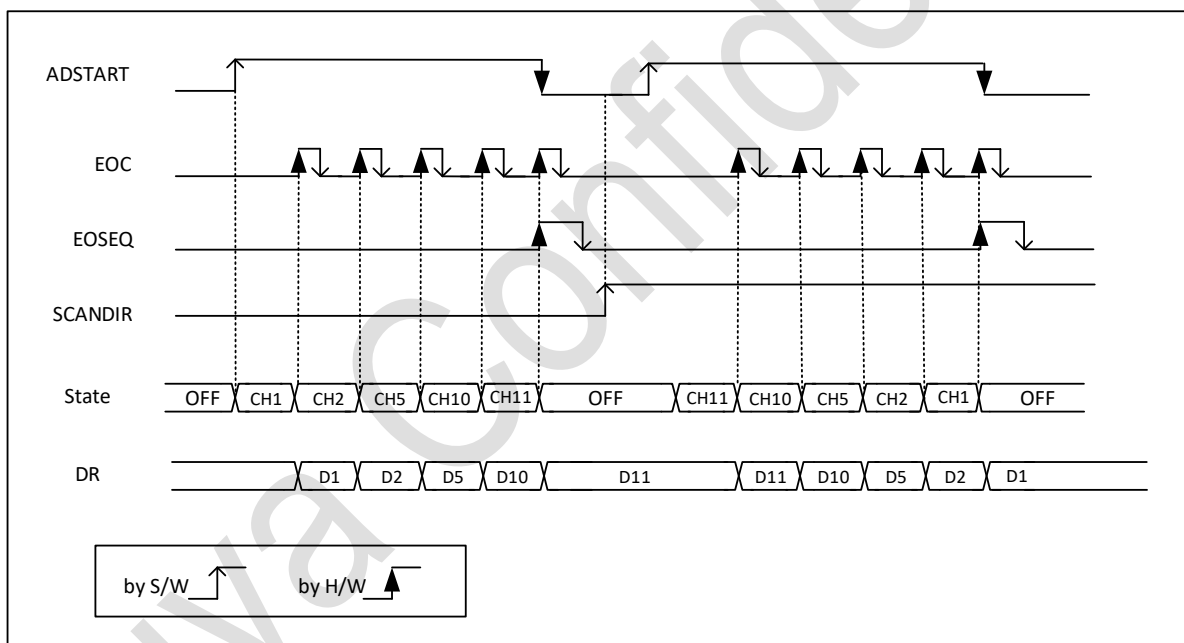 ADSTART
EOC
EOSEQ
SCANDIR
State OFF CH1 CH2 CH5 CH10 CH11 OFF CH11 CH10 CH5 CH2 CH1 OFF
DR D1 D2 D5 D10 D11 D11 D10 D5 D2 D1
by S/W by H/W